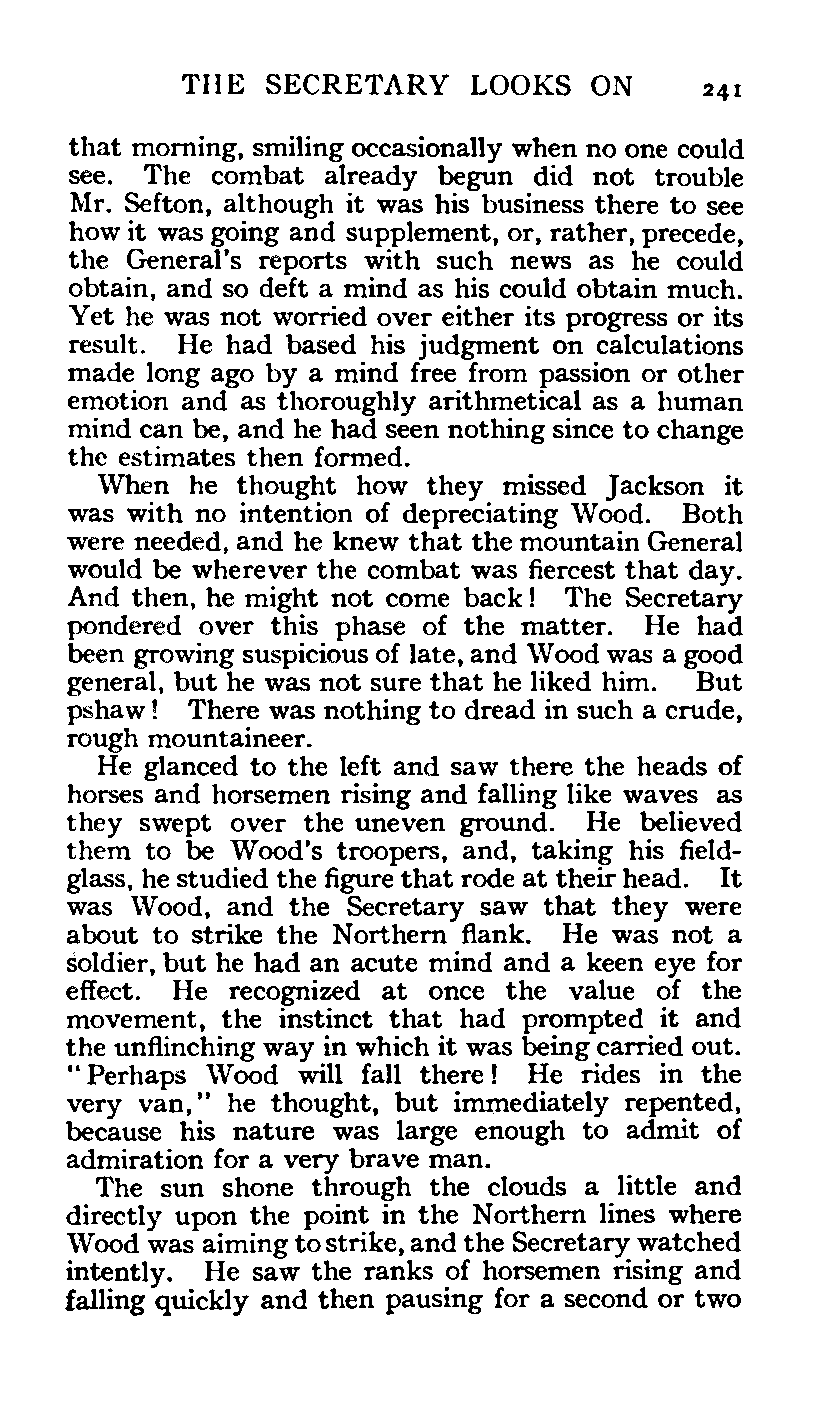 THE SECRETARY LOOKS ON 241
that morning, smiling occasionally when no one could
see. The combat already begun did not trouble
Mr. Sefton, although it was his business there to see
how it was going and supplement, or, rather, precede,
the General's reports with such news as he could
obtain, and so deft a mind as his could obtain much.
Yet he was not worried over either its progress or its
result. He had based his judgment on calculations
made long ago by a mind free from passion or other
emotion and as thoroughly arithmetical as a human
mind can be, and he had seen nothing since to change
the estimates then formed.
When he thought how they missed Jackson it
was with no intention of depreciating Wood. Both
were needed, and he knew that the mountain General
would be wherever the combat was fiercest that day.
And then, he might not come back! The Secretary
pondered over this phase of the matter. He had
been growing suspicious of late, and Wood was a good
general, but he was not sure that he liked him. But
pshaw! There was nothing to dread in such a crude,
rough mountaineer.
He glanced to the left and saw there the heads of
horses and horsemen rising and falling like waves as
they swept over the uneven ground. He believed
them to be Wood's troopers, and, taking his field-
glass, he studied the figure that rode at their head. It
was Wood, and the Secretary saw that they were
about to strike the Northern flank. He was not a
soldier, but he had an acute mind and a keen eye for
effect. He recognized at once the value of the
movement, the instinct that had prompted it and
the unflinching way in which it was being carried out.
"Perhaps Wood will fall there! He rides in the
very van," he thought, but immediately repented,
because his nature was large enough to admit of
admiration for a very brave man.
The sun shone through the clouds a little and
directly upon the point in the Northern lines where
Wood was aiming to strike, and the Secretary watched
intently. He saw the ranks of horsemen rising and
falling quickly and then pausing for a second or two